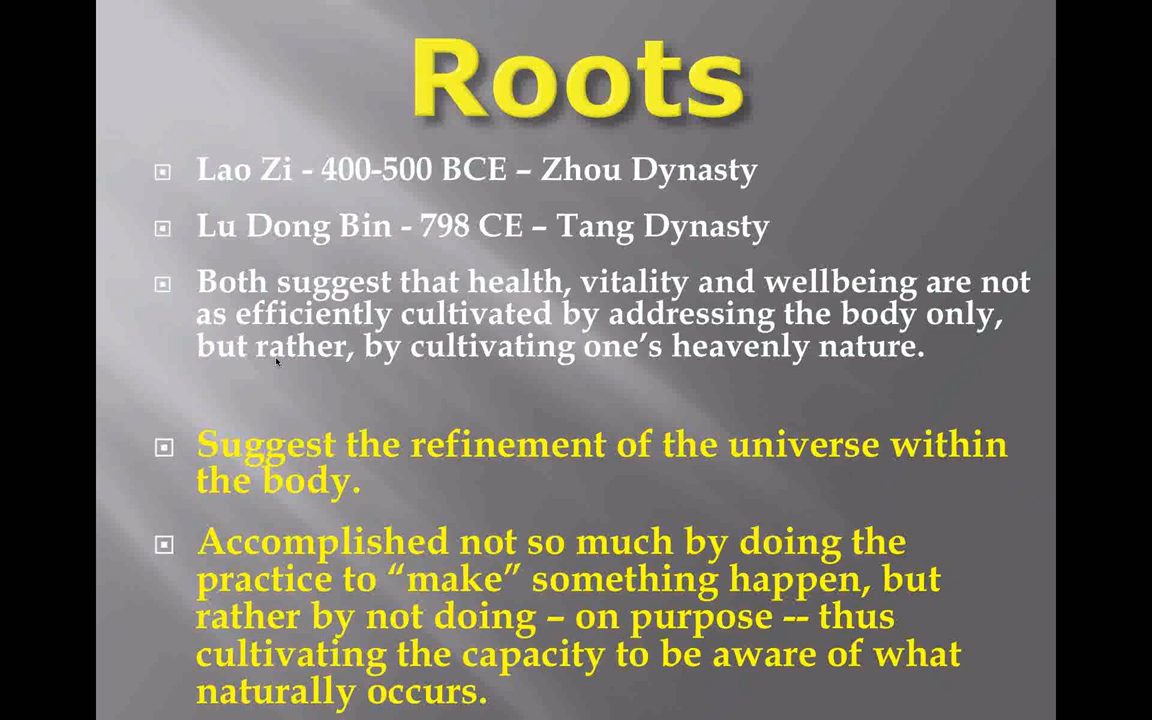 Roots
Lao Zi - 400-500 BCE – Zhou Dynasty
Lu Dong Bin - 798 CE – Tang Dynasty
Both suggest that health, vitality and wellbeing are not
as efficiently cultivated by addressing the body only,
but rather, by cultivating one’s heavenly nature.
Suggest the refinement of the universe within
the body.
Accomplished not so much by doing the
practice to “make” something happen, but
rather by not doing – on purpose -- thus
cultivating the capacity to be aware of what
naturally occurs.